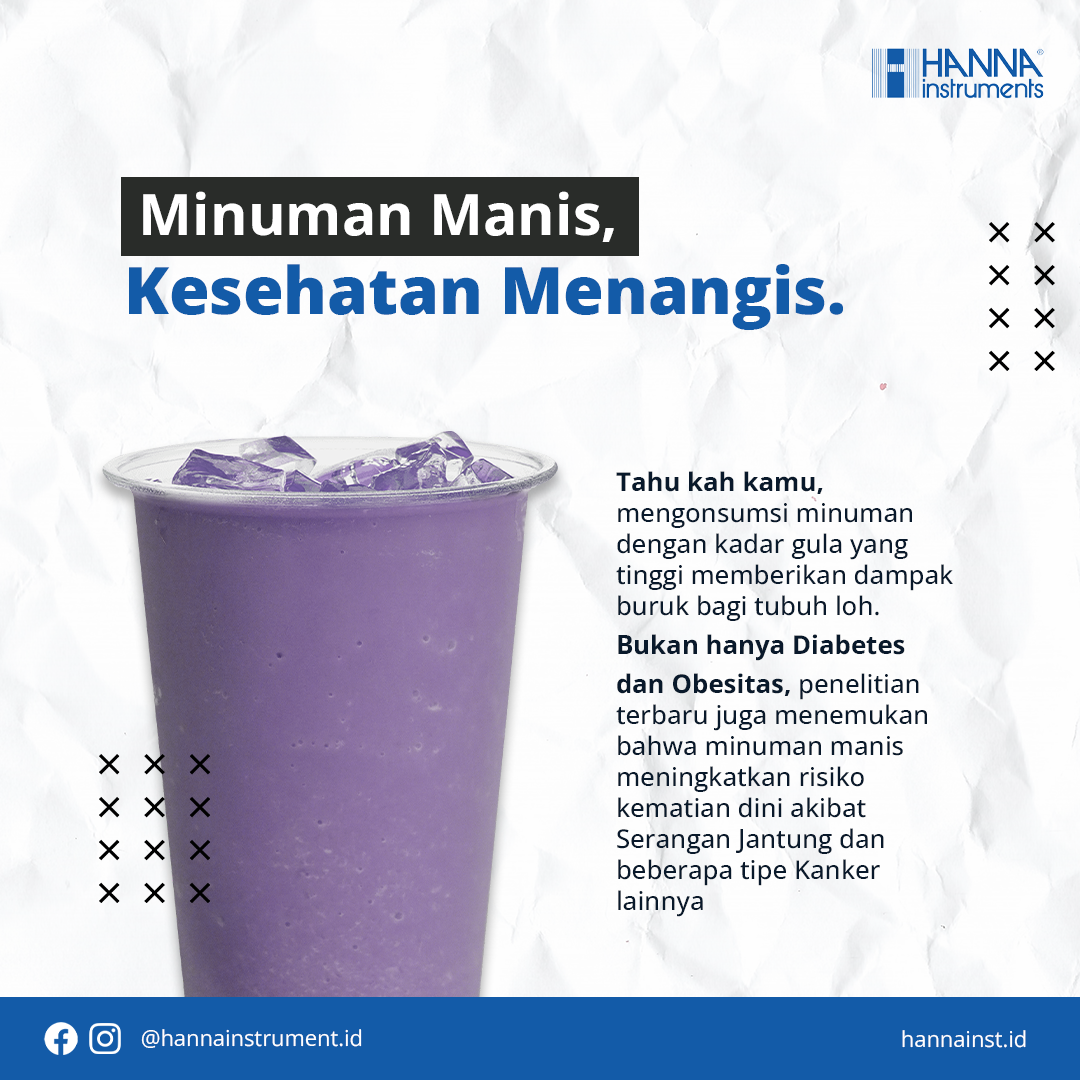 HANNA®
instruments
Minuman Manis,
Kesehatan Menangis.
Tahu kah kamu,
mengonsumsi minuman
dengan kadar gula yang
tinggi memberikan dampak
buruk bagi tubuh loh.
Bukan hanya Diabetes
dan Obesitas, penelitian
terbaru juga menemukan
bahwa minuman manis
meningkatkan risiko
kematian dini akibat
Serangan Jantung dan
beberapa tipe Kanker
lainnya
@hannainstrument.id
hannainst.id